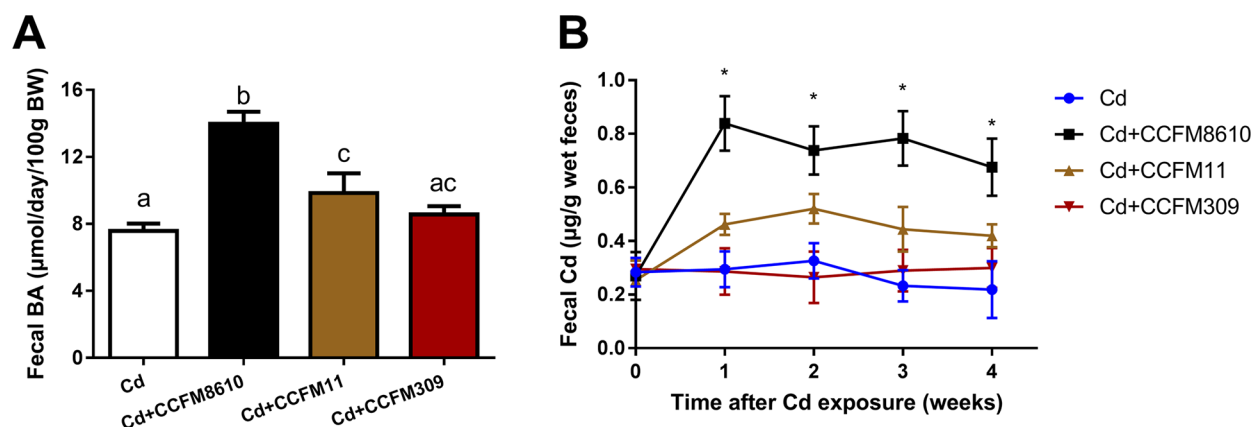 A
Fecal BA (μmol/day/100g BW)
16
12
8
4
0
a
b
c
ac
Cd
Cd+CCFM8610
Cd+CCFM11
Cd+CCFM309
B
Fecal Cd (μg/g wet feces)
1.0
0.8
0.6
0.4
0.2
0.0
* * * *
0 1 2 3 4
Time after Cd exposure (weeks)
Cd
Cd+CCFM8610
Cd+CCFM11
Cd+CCFM309